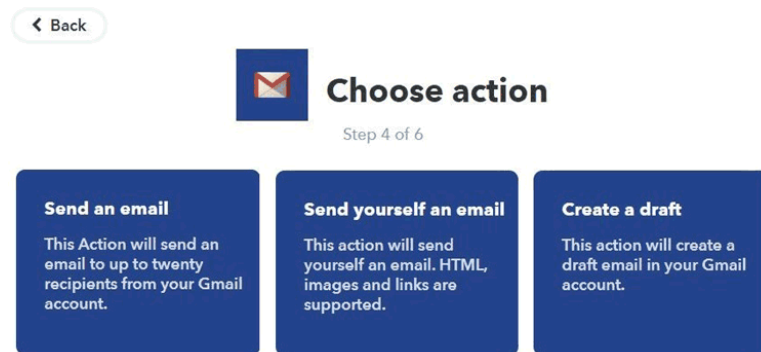 Back
Choose action
Step 4 of 6
Send an email
This Action will send an
email to up to twenty
recipients from your Gmail
account.
Send yourself an email
This action will send
yourself an email. HTML,
images and links are
supported.
Create a draft
This action will create a
draft email in your Gmail
account.